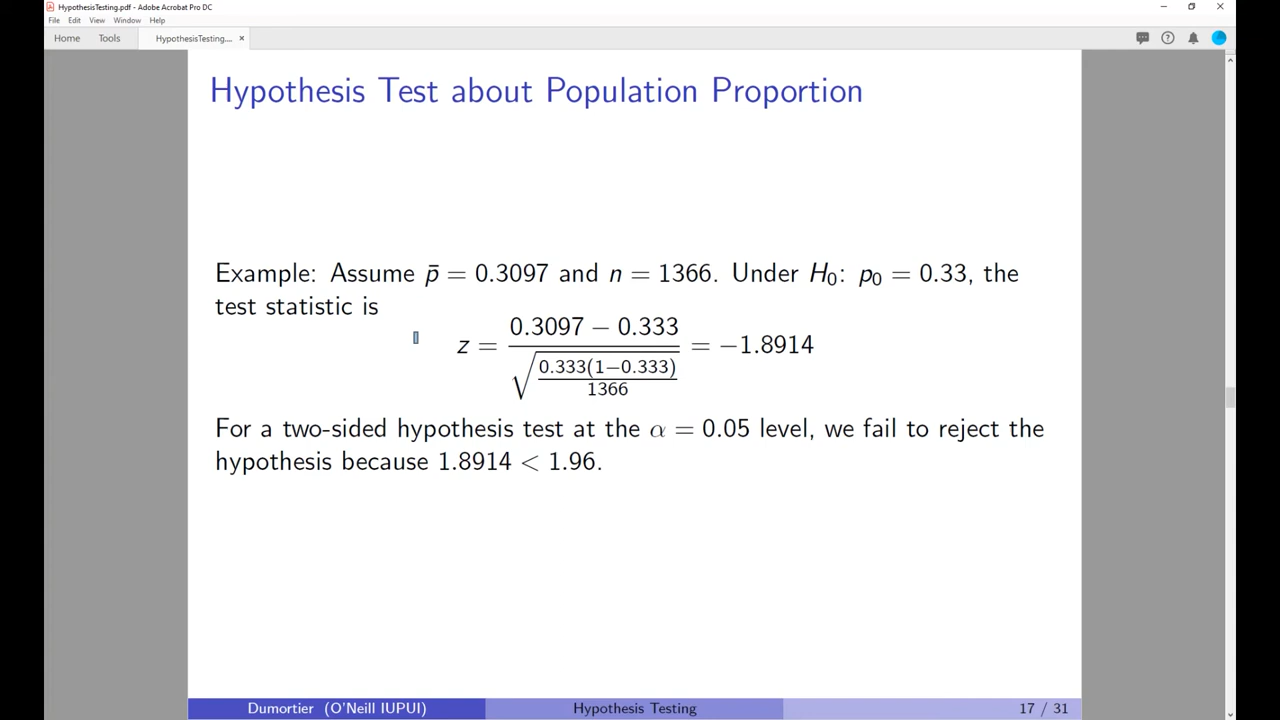 HypothesisTesting.pdf - Adobe Acrobat Pro DC
File Edit View Window Help
Home Tools HypothesisTesting.... ×
Hypothesis Test about Population Proportion
Example: Assume p̄ = 0.3097 and n = 1366. Under H₀: p₀ = 0.33, the
test statistic is
z = (0.3097 − 0.333) / √(0.333(1−0.333) / 1366) = −1.8914
For a two-sided hypothesis test at the α = 0.05 level, we fail to reject the
hypothesis because 1.8914 < 1.96.
Dumortier (O'Neill IUPUI) Hypothesis Testing 17 / 31